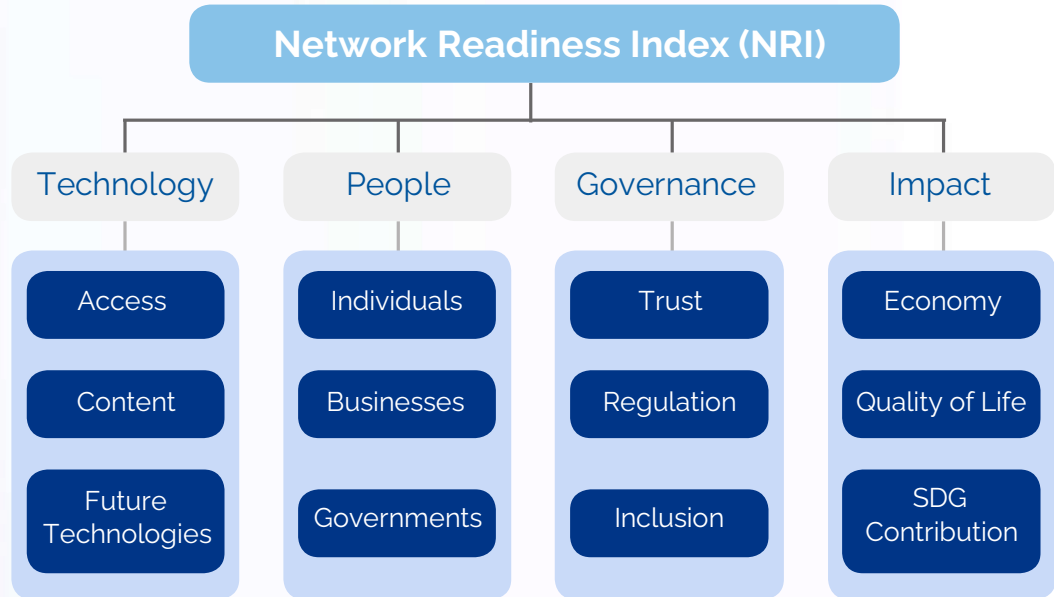 Network Readiness Index (NRI)
Technology
People
Governance
Impact
Access
Individuals
Trust
Economy
Content
Businesses
Regulation
Quality of Life
Future
Technologies
Governments
Inclusion
SDG
Contribution